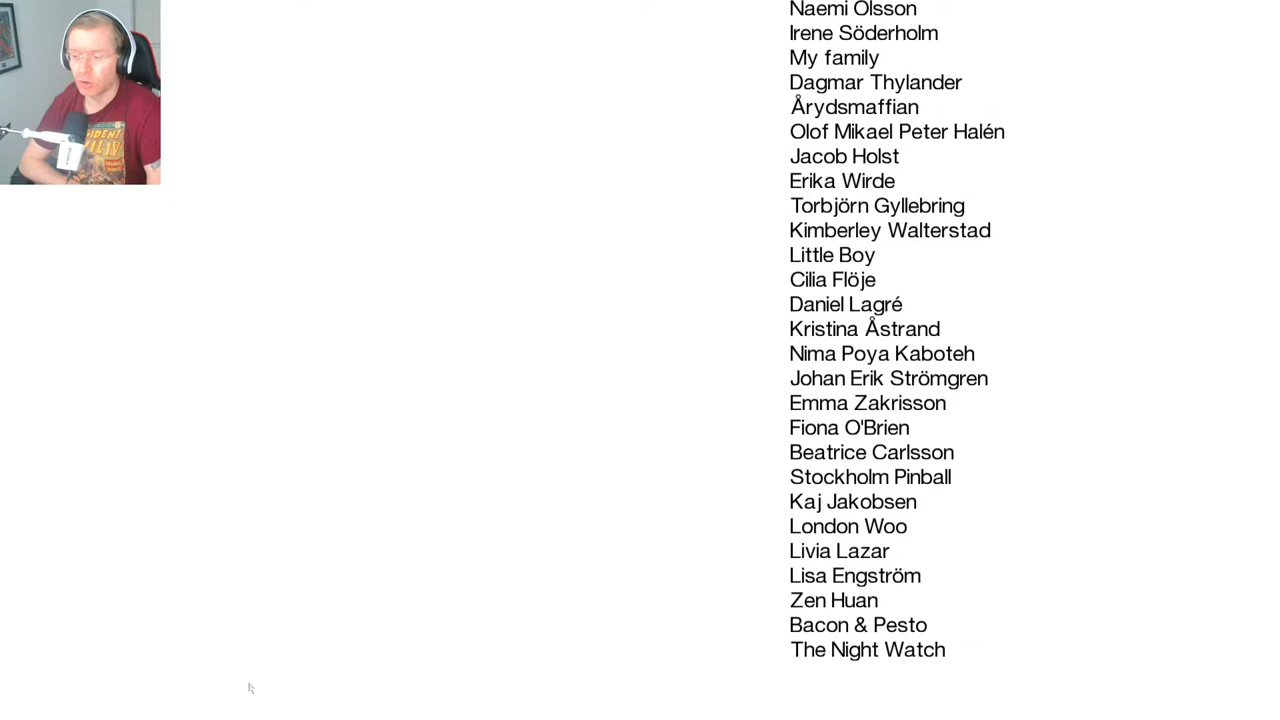 Naemi Olsson
Irene Söderholm
My family
Dagmar Thylander
Årydsmaffian
Olof Mikael Peter Halén
Jacob Holst
Erika Wirde
Torbjörn Gyllebring
Kimberley Walterstad
Little Boy
Cilia Flöje
Daniel Lagré
Kristina Åstrand
Nima Poya Kaboteh
Johan Erik Strömgren
Emma Zakrisson
Fiona O'Brien
Beatrice Carlsson
Stockholm Pinball
Kaj Jakobsen
London Woo
Livia Lazar
Lisa Engström
Zen Huan
Bacon & Pesto
The Night Watch